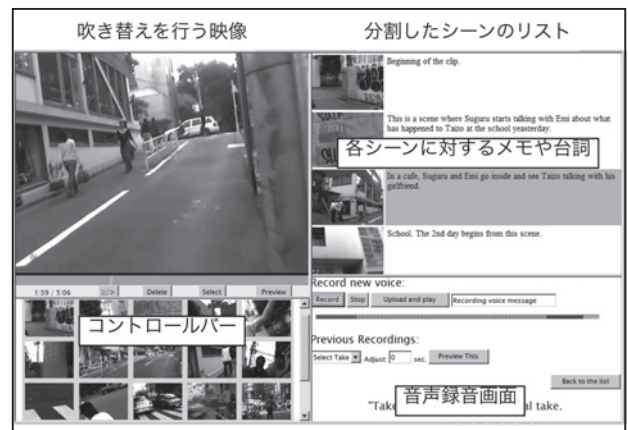 吹き替えを行う映像
分割したシーンのリスト
Beginning of the clip.
This is a scene where Suguru starts talking with Emi about what
has happened to Taizo at the school yeasterday.
各シーンに対するメモや台詞
In a cafe, Suguru and Emi go inside and see Taizo talking with his
girlfriend.
School. The 2nd day begins from this scene.
1:39 / 5:06
Delete
Select
Preview
コントロールバー
Record new voice:
Record Stop Upload and play Recording voice message
Previous Recordings:
Select Take Adjust 0 sec. Preview This
Back to the list
音声録音画面
"Take
al take.